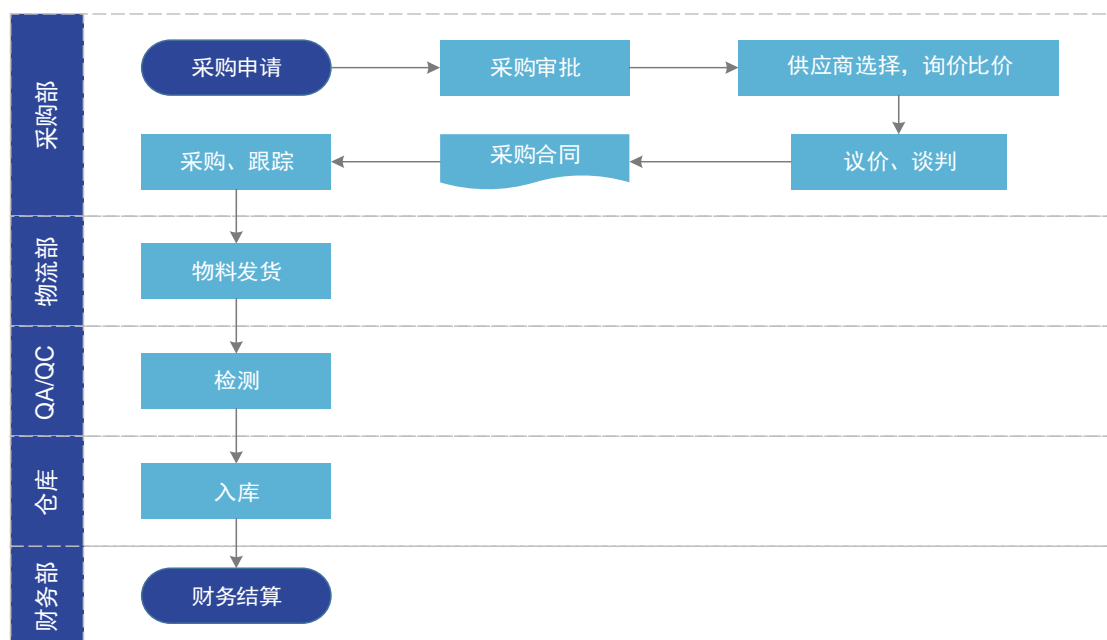 采购部
采购申请
采购审批
供应商选择，询价比价
采购、跟踪
采购合同
议价、谈判
物流部
物料发货
QA/QC
检测
仓库
入库
财务部
财务结算